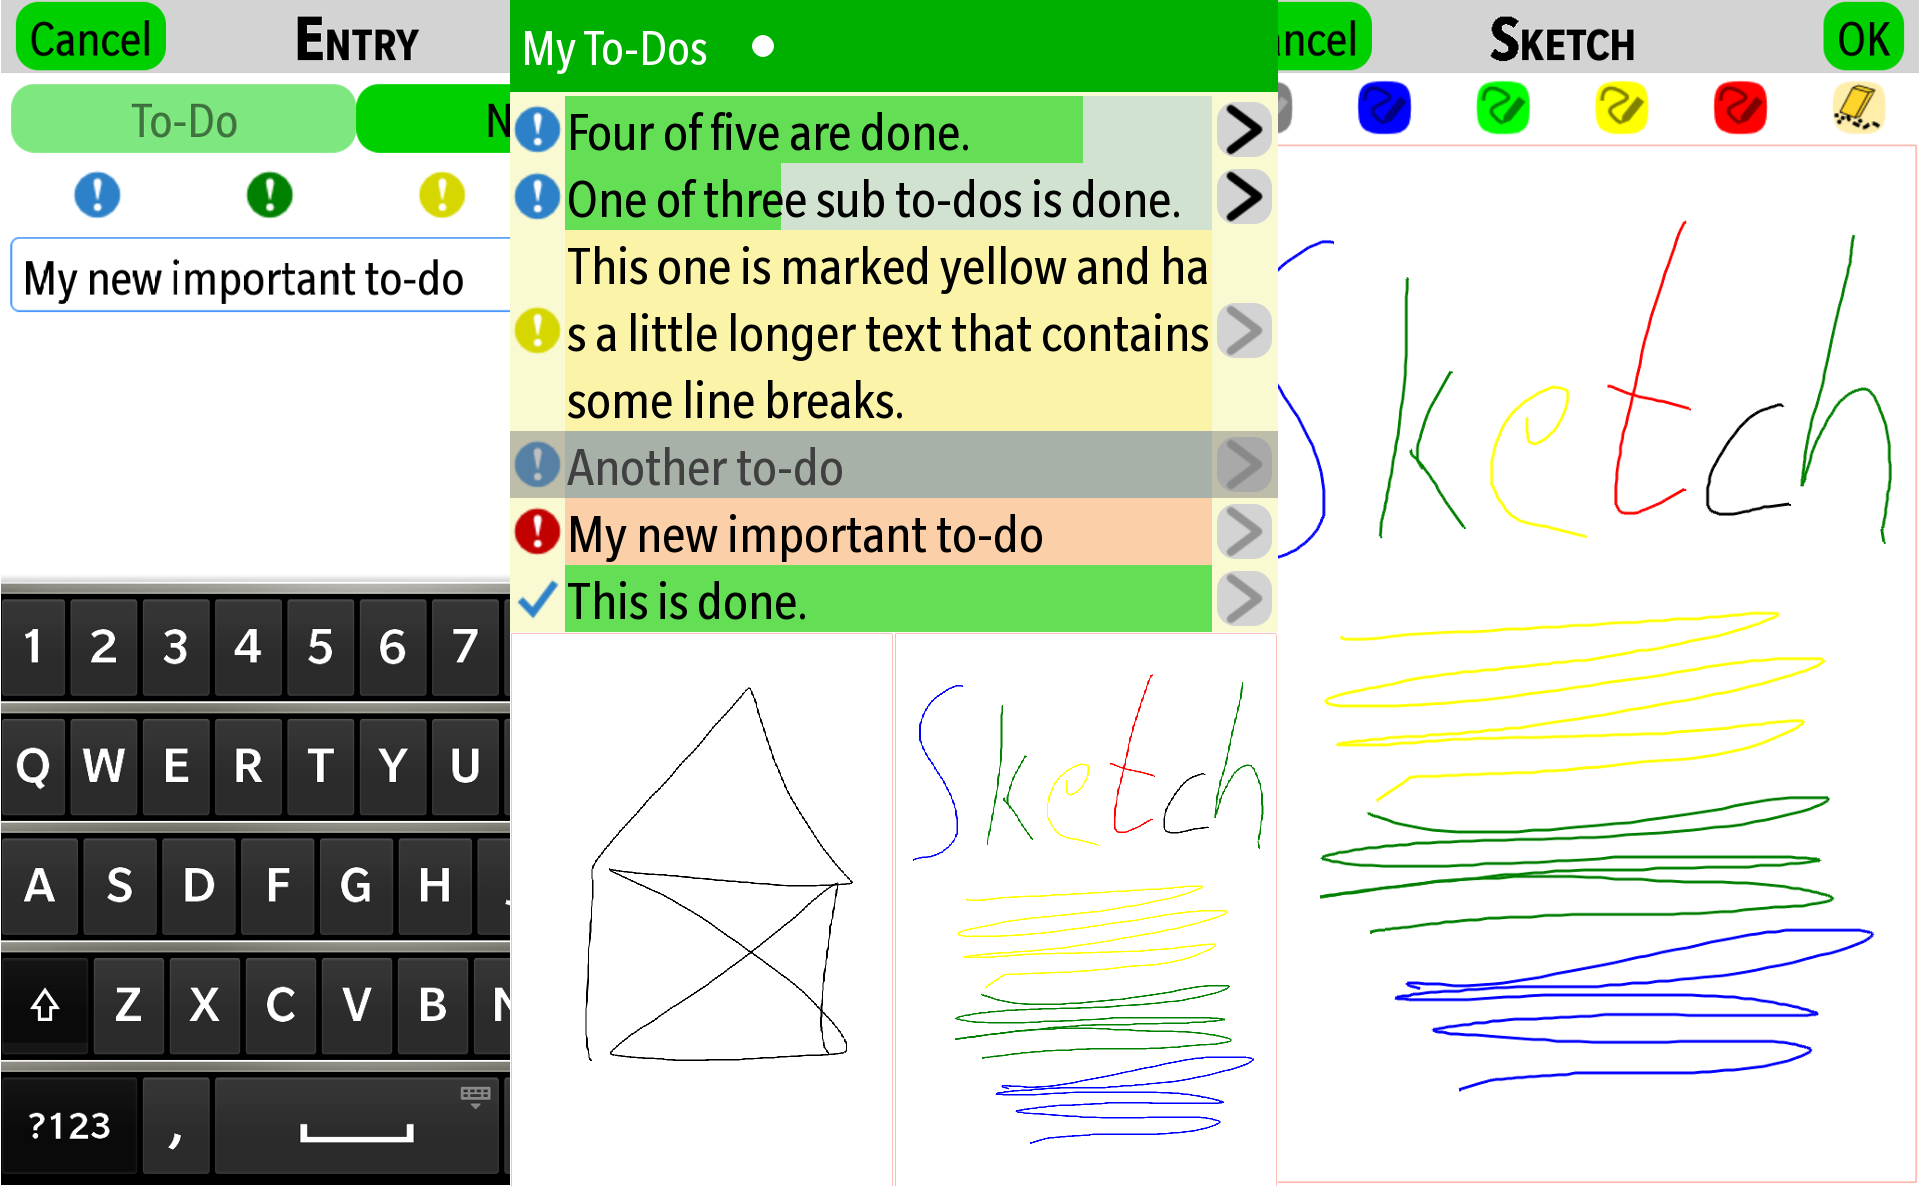 Cancel
ENTRY
To-Do
My new important to-do
1 2 3 4 5 6 7
Q W E R T Y U
A S D F G H
Z X C V B N
?123 ,
My To-Dos
Four of five are done.
One of three sub to-dos is done.
This one is marked yellow and ha
s a little longer text that contains
some line breaks.
Another to-do
My new important to-do
This is done.
Sketch
ncel
SKETCH
OK
Sketch